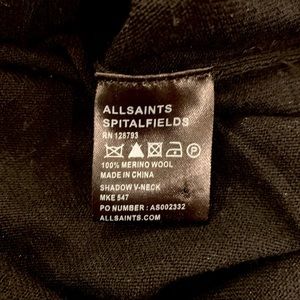 ALLSAINTS
SPITALFIELDS
RN 128793
P
100% MERINO WOOL
MADE IN CHINA
SHADOW V-NECK
MKE 547
PO NUMBER : AS002332
ALLSAINTS.COM